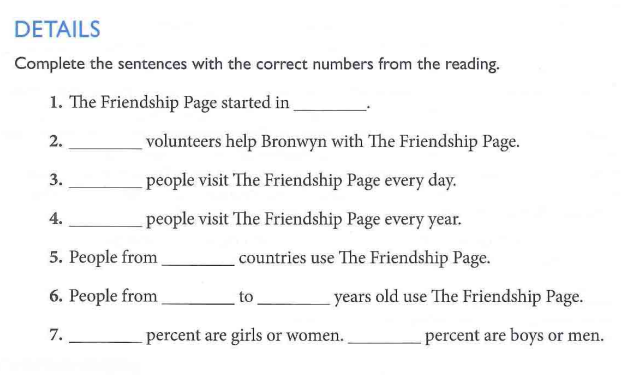 DETAILS
Complete the sentences with the correct numbers from the reading.
1. The Friendship Page started in ________.
2. ________ volunteers help Bronwyn with The Friendship Page.
3. ________ people visit The Friendship Page every day.
4. ________ people visit The Friendship Page every year.
5. People from ________ countries use The Friendship Page.
6. People from ________ to ________ years old use The Friendship Page.
7. ________ percent are girls or women. ________ percent are boys or men.